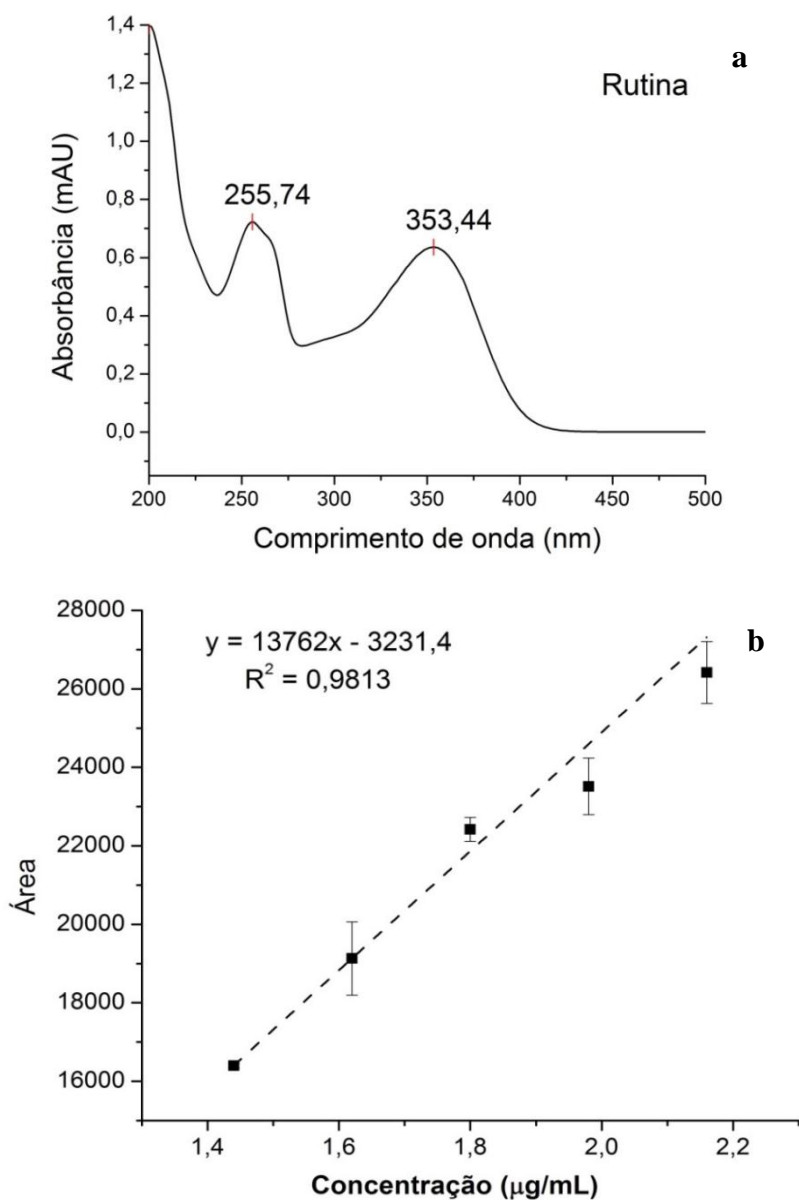 a
Rutina
Absorbância (mAU)
1,4
1,2
1,0
0,8
0,6
0,4
0,2
0,0
255,74
353,44
200 250 300 350 400 450 500
Comprimento de onda (nm)
b
y = 13762x - 3231,4
R² = 0,9813
Área
28000
26000
24000
22000
20000
18000
16000
1,4 1,6 1,8 2,0 2,2
Concentração (μg/mL)